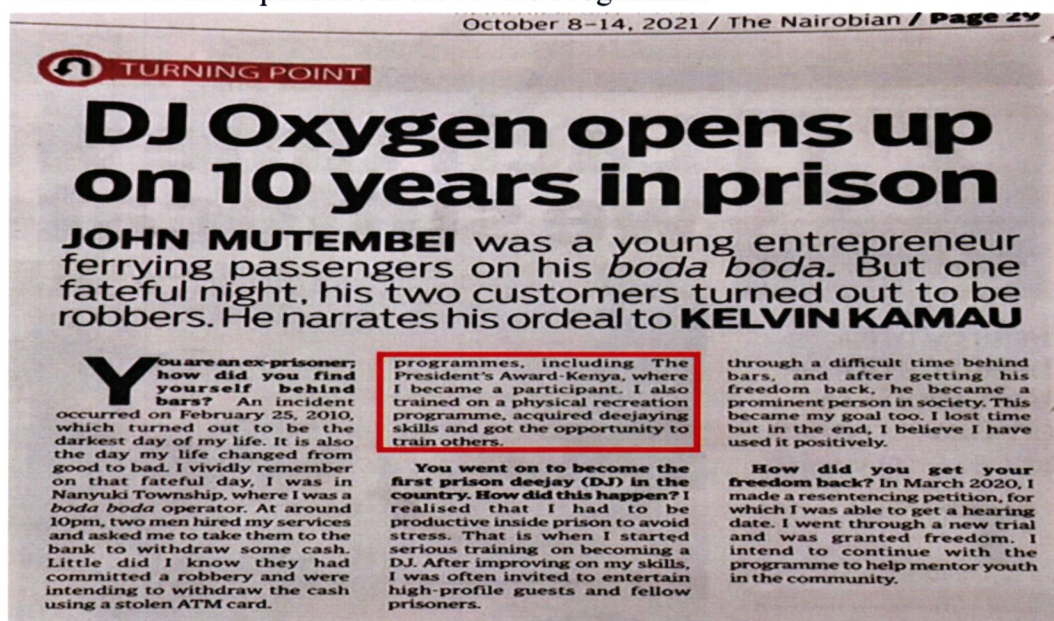 October 8-14, 2021 / The Nairobian / Page 29
TURNING POINT
DJ Oxygen opens up
on 10 years in prison
JOHN MUTEMBEI was a young entrepreneur
ferrying passengers on his boda boda. But one
fateful night, his two customers turned out to be
robbers. He narrates his ordeal to KELVIN KAMAU
You are an ex-prisoner;
how did you find
yourself behind
bars? An incident
occurred on February 25, 2010,
which turned out to be the
darkest day of my life. It is also
the day my life changed from
good to bad. I vividly remember
on that fateful day, I was in
Nanyuki Township, where I was a
boda boda operator. At around
10pm, two men hired my services
and asked me to take them to the
bank to withdraw some cash.
Little did I know they had
committed a robbery and were
intending to withdraw the cash
using a stolen ATM card.
programmes, including The
President's Award-Kenya, where
I became a participant. I also
trained on a physical recreation
programme, acquired deejaying
skills and got the opportunity to
train others.
You went on to become the
first prison deejay (DJ) in the
country. How did this happen? I
realised that I had to be
productive inside prison to avoid
stress. That is when I started
serious training on becoming a
DJ. After improving on my skills,
I was often invited to entertain
high-profile guests and fellow
prisoners.
through a difficult time behind
bars, and after getting his
freedom back, he became a
prominent person in society. This
became my goal too. I lost time
but in the end, I believe I have
used it positively.
How did you get your
freedom back? In March 2020, I
made a resentencing petition, for
which I was able to get a hearing
date. I went through a new trial
and was granted freedom. I
intend to continue with the
programme to help mentor youth
in the community.